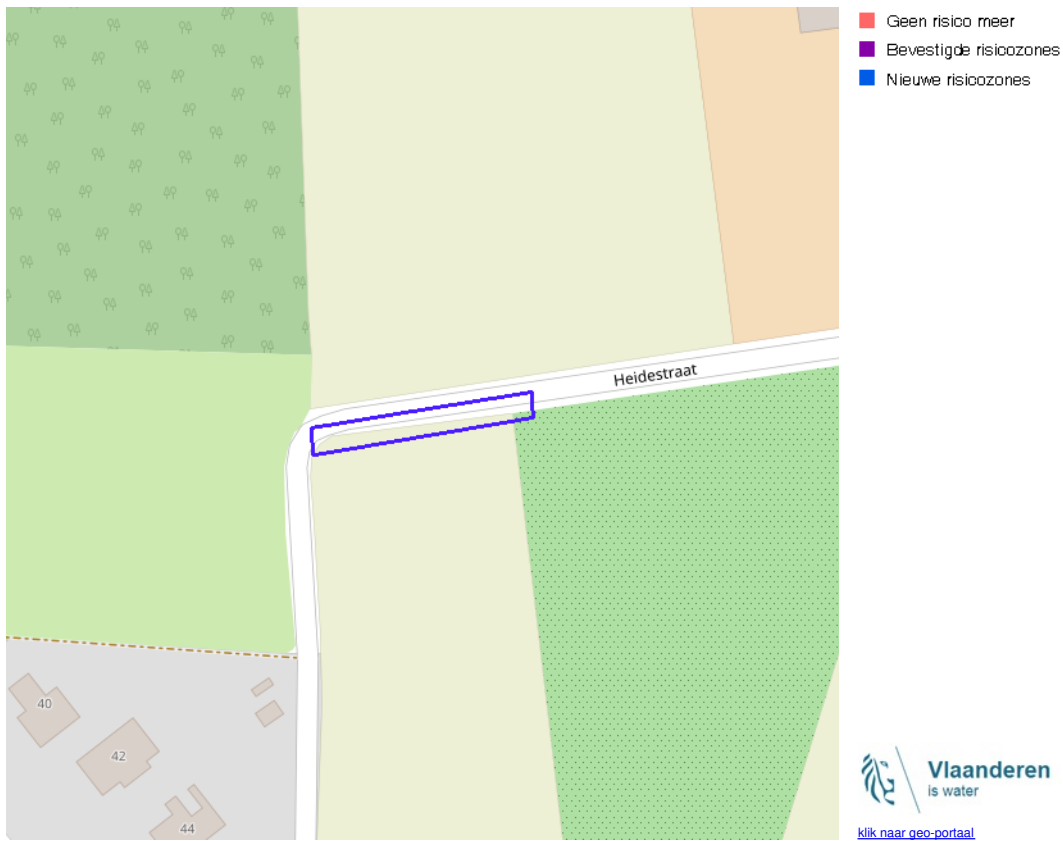 Geen risico meer
Bevestigde risicozones
Nieuwe risicozones
Heidestraat
40
42
44
Vlaanderen
is water
klik naar geo-portaal